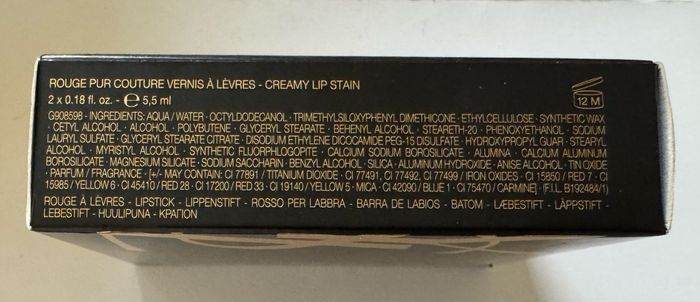 ROUGE PUR COUTURE VERNIS À LÈVRES - CREAMY LIP STAIN
2 x 0.18 fl. oz. - ℮ 5,5 ml
12 M
G908598 - INGREDIENTS: AQUA / WATER • OCTYLDODECANOL • TRIMETHYLSILOXYPHENYL DIMETHICONE • ETHYLCELLULOSE • SYNTHETIC WAX
• CETYL ALCOHOL • ALCOHOL • POLYBUTENE • GLYCERYL STEARATE • BEHENYL ALCOHOL • STEARETH-20 • PHENOXYETHANOL • SODIUM
LAURYL SULFATE • GLYCERYL STEARATE CITRATE • DISODIUM ETHYLENE DICOCAMIDE PEG-15 DISULFATE • HYDROXYPROPYL GUAR • STEARYL
ALCOHOL • MYRISTYL ALCOHOL • SYNTHETIC FLUORPHLOGOPITE • CALCIUM SODIUM BOROSILICATE • ALUMINA • CALCIUM ALUMINUM
BOROSILICATE • MAGNESIUM SILICATE • SODIUM SACCHARIN • BENZYL ALCOHOL • SILICA • ALUMINUM HYDROXIDE • ANISE ALCOHOL • TIN OXIDE
• PARFUM / FRAGRANCE • [+/- MAY CONTAIN: CI 77891 / TITANIUM DIOXIDE • CI 77491, CI 77492, CI 77499 / IRON OXIDES • CI 15850 / RED 7 • CI
15985 / YELLOW 6 • CI 45410 / RED 28 • CI 17200 / RED 33 • CI 19140 / YELLOW 5 • MICA • CI 42090 / BLUE 1 • CI 75470 / CARMINE] • (F.I.L. B192484/1)
ROUGE À LÈVRES - LIPSTICK - LIPPENSTIFT - ROSSO PER LABBRA - BARRA DE LABIOS - BATOM - LÆBESTIFT - LÄPPSTIFT -
LEBESTIFT - HUULIPUNA - ΚΡΑΓΙΟΝ